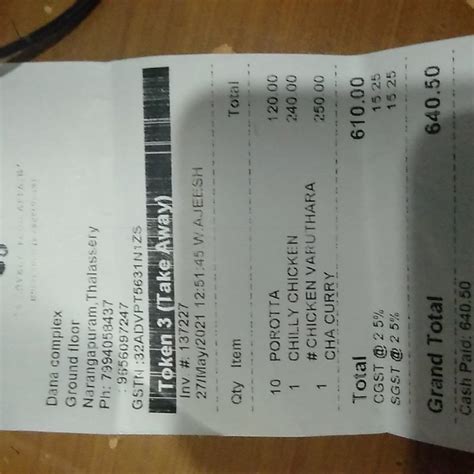 Dana complex
Ground floor
Narangapuram,Thalassery
Ph: 7994058437
: 9656097247
GSTN :32ADVPT5631N1ZS
Token 3 (Take Away)
Inv #: 137227
27/May/2021 12:51:45 W.AJEESH
Qty Item Total
10 POROTTA 120.00
1 CHILLY CHICKEN 240.00
# CHICKEN VARUTHARA
1 CHA CURRY 250.00
Total 610.00
CGST @ 2.5% 15.25
SGST @ 2.5% 15.25
Grand Total 640.50
Cash Paid: 640.50